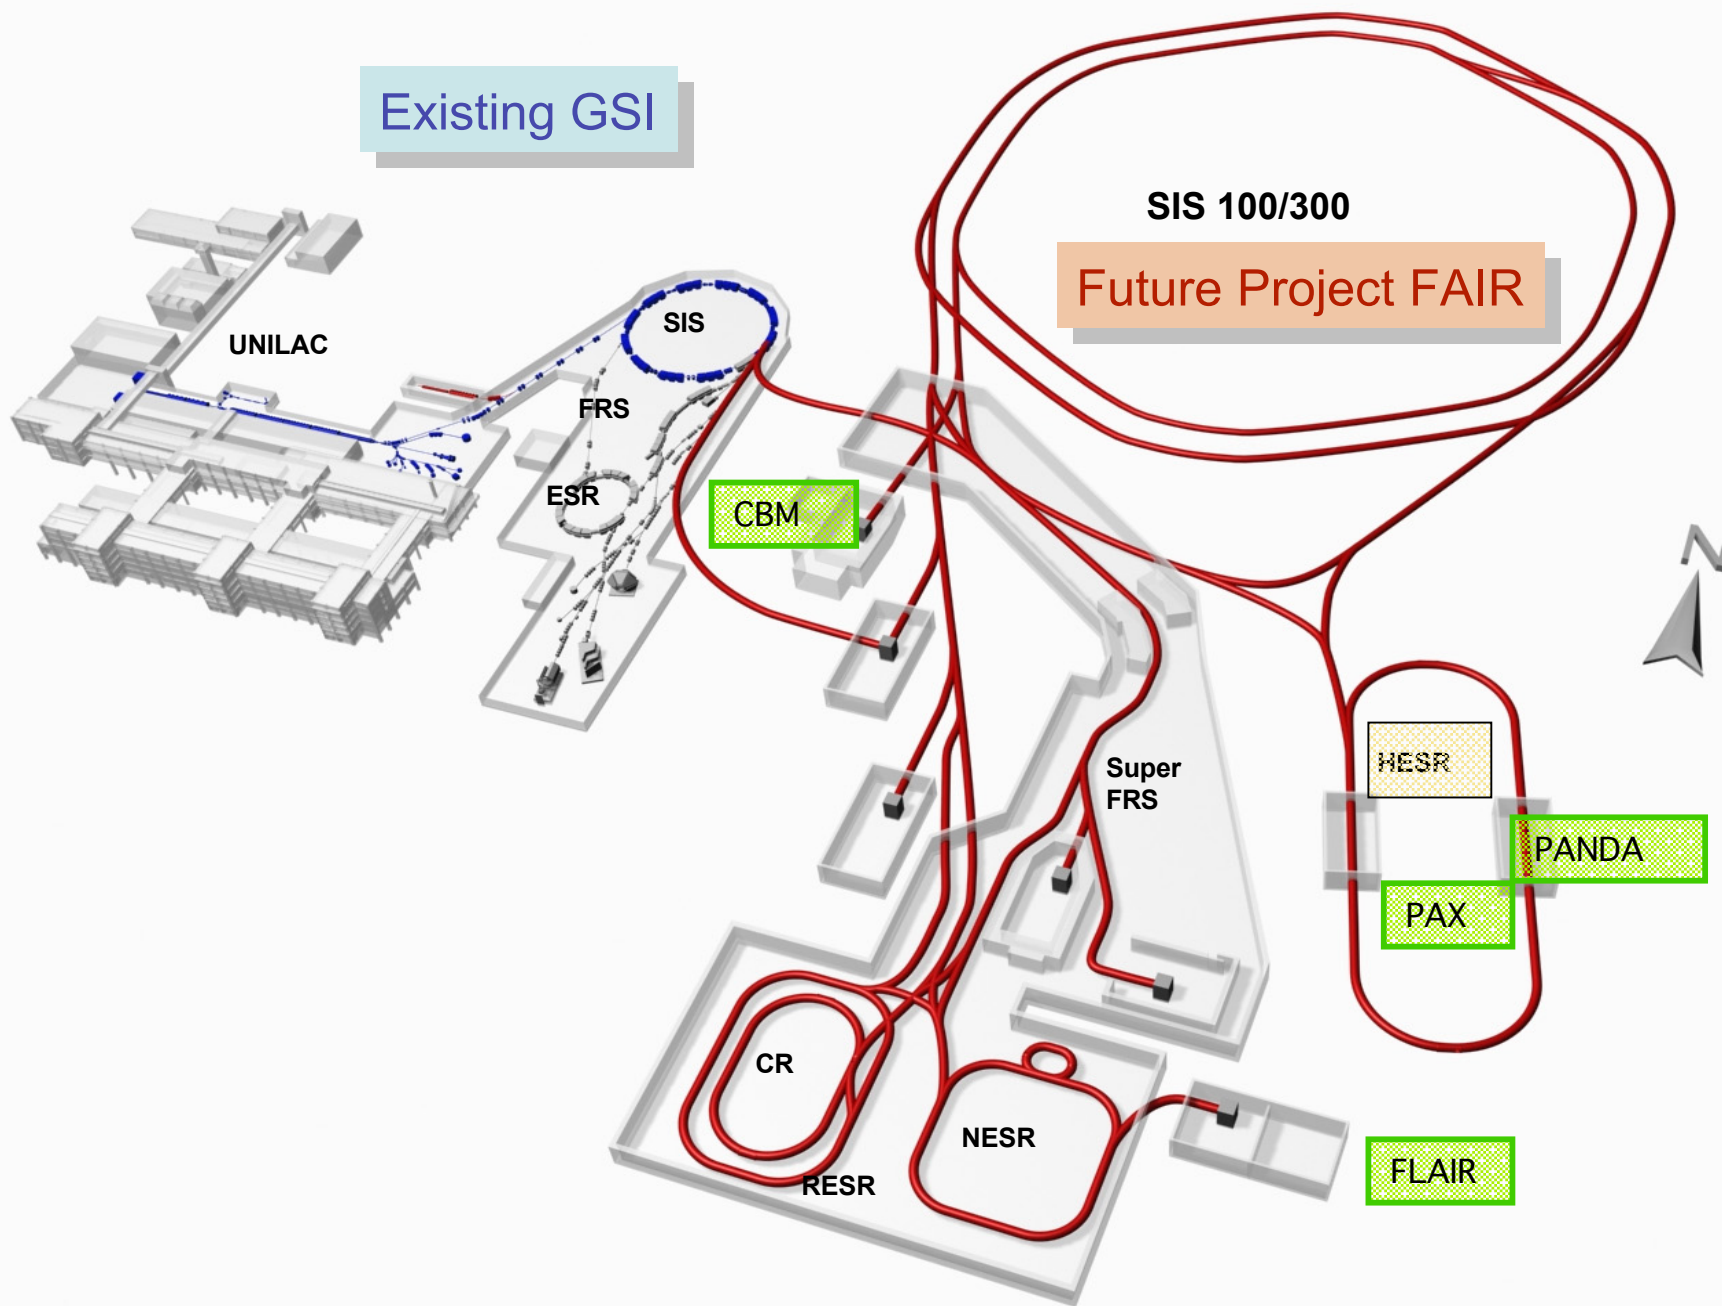 Existing GSI
SIS 100/300
Future Project FAIR
UNILAC
SIS
FRS
ESR
CBM
N
Super
FRS
HESR
PANDA
PAX
CR
NESR
RESR
FLAIR